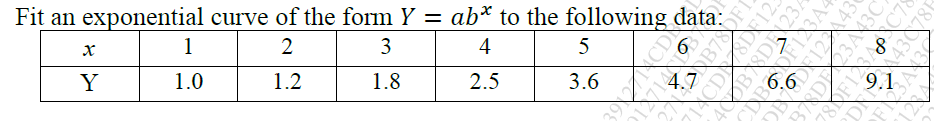 Fit an exponential curve of the form Y = abˣ to the following data:
x 1 2 3 4 5 6 7 8
Y 1.0 1.2 1.8 2.5 3.6 4.7 6.6 9.1